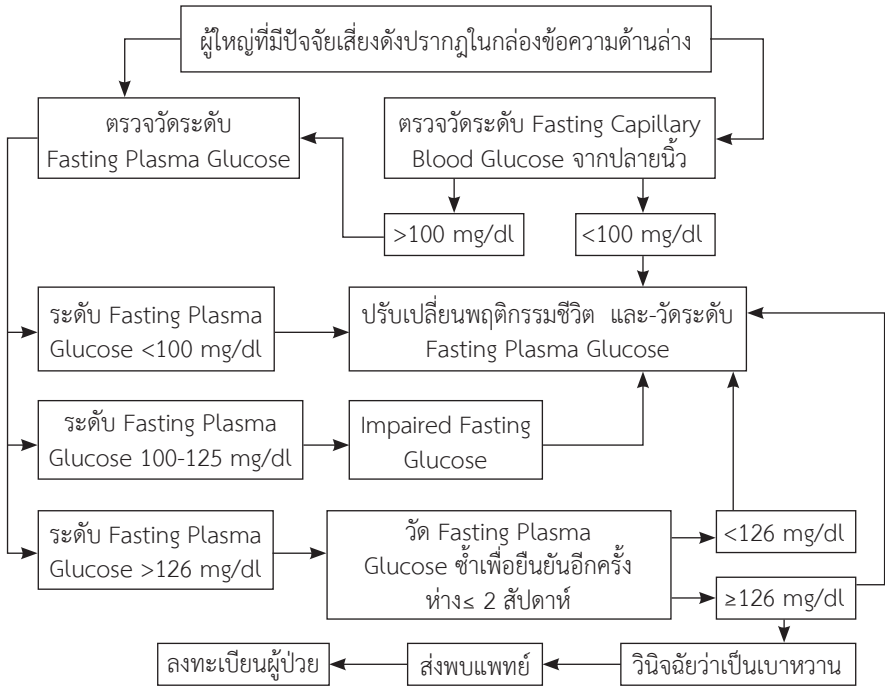 ผู้ใหญ่ที่มีปัจจัยเสี่ยงดังปรากฏในกล่องข้อความด้านล่าง
ตรวจวัดระดับ
Fasting Plasma Glucose
ตรวจวัดระดับ Fasting Capillary
Blood Glucose จากปลายนิ้ว
>100 mg/dl
<100 mg/dl
ระดับ Fasting Plasma
Glucose <100 mg/dl
ปรับเปลี่ยนพฤติกรรมชีวิต และ-วัดระดับ
Fasting Plasma Glucose
ระดับ Fasting Plasma
Glucose 100-125 mg/dl
Impaired Fasting
Glucose
ระดับ Fasting Plasma
Glucose >126 mg/dl
วัด Fasting Plasma
Glucose ซ้ำเพื่อยืนยันอีกครั้ง
ห่าง≤ 2 สัปดาห์
<126 mg/dl
≥126 mg/dl
วินิจฉัยว่าเป็นเบาหวาน
ส่งพบแพทย์
ลงทะเบียนผู้ป่วย